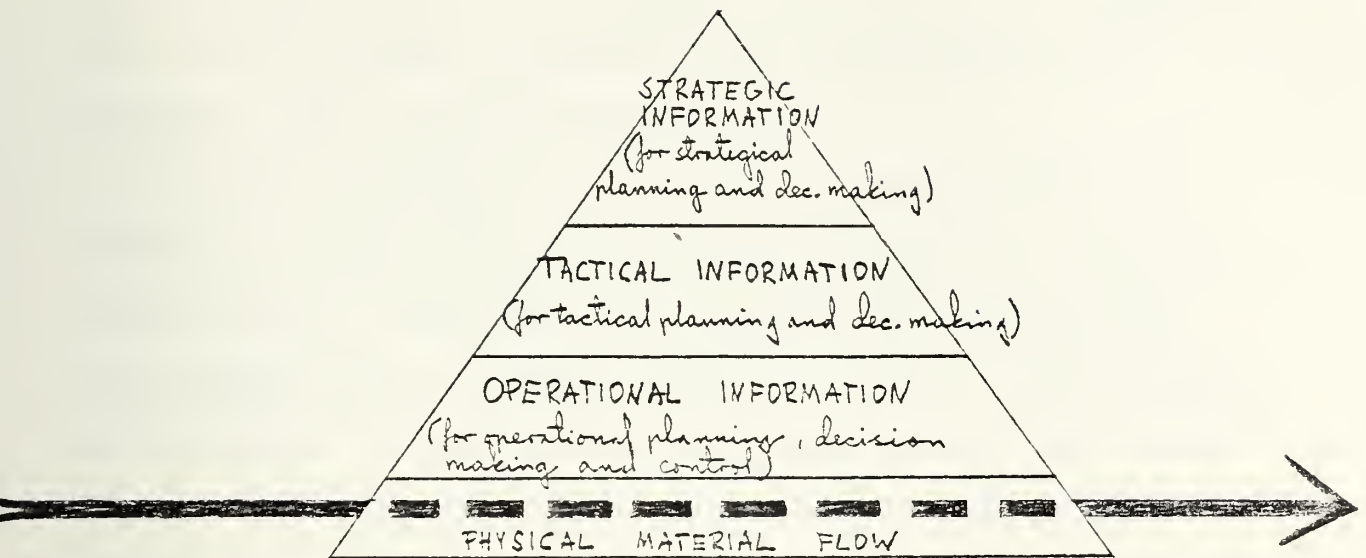 STRATEGIC
INFORMATION
(for strategical
planning and dec. making)
TACTICAL INFORMATION
(for tactical planning and dec. making)
OPERATIONAL INFORMATION
(for operational planning, decision
making and control)
PHYSICAL MATERIAL FLOW